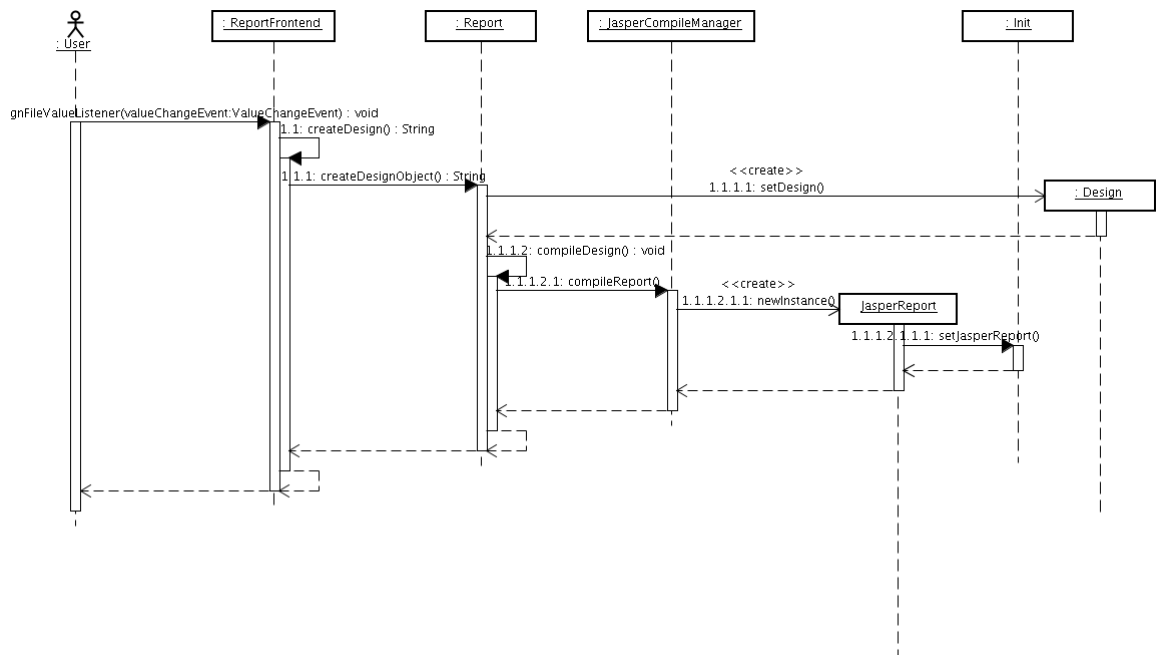 : User
: ReportFrontend
: Report
: JasperCompileManager
: Init
gnFileValueListener(valueChangeEvent:ValueChangeEvent) : void
1.1: createDesign() : String
1.1.1: createDesignObject() : String
<<create>>
1.1.1.1: setDesign()
: Design
1.1.1.2: compileDesign() : void
1.1.1.2.1: compileReport()
<<create>>
1.1.1.2.1.1: newInstance()
JasperReport
1.1.1.2.1.1.1: setJasperReport()